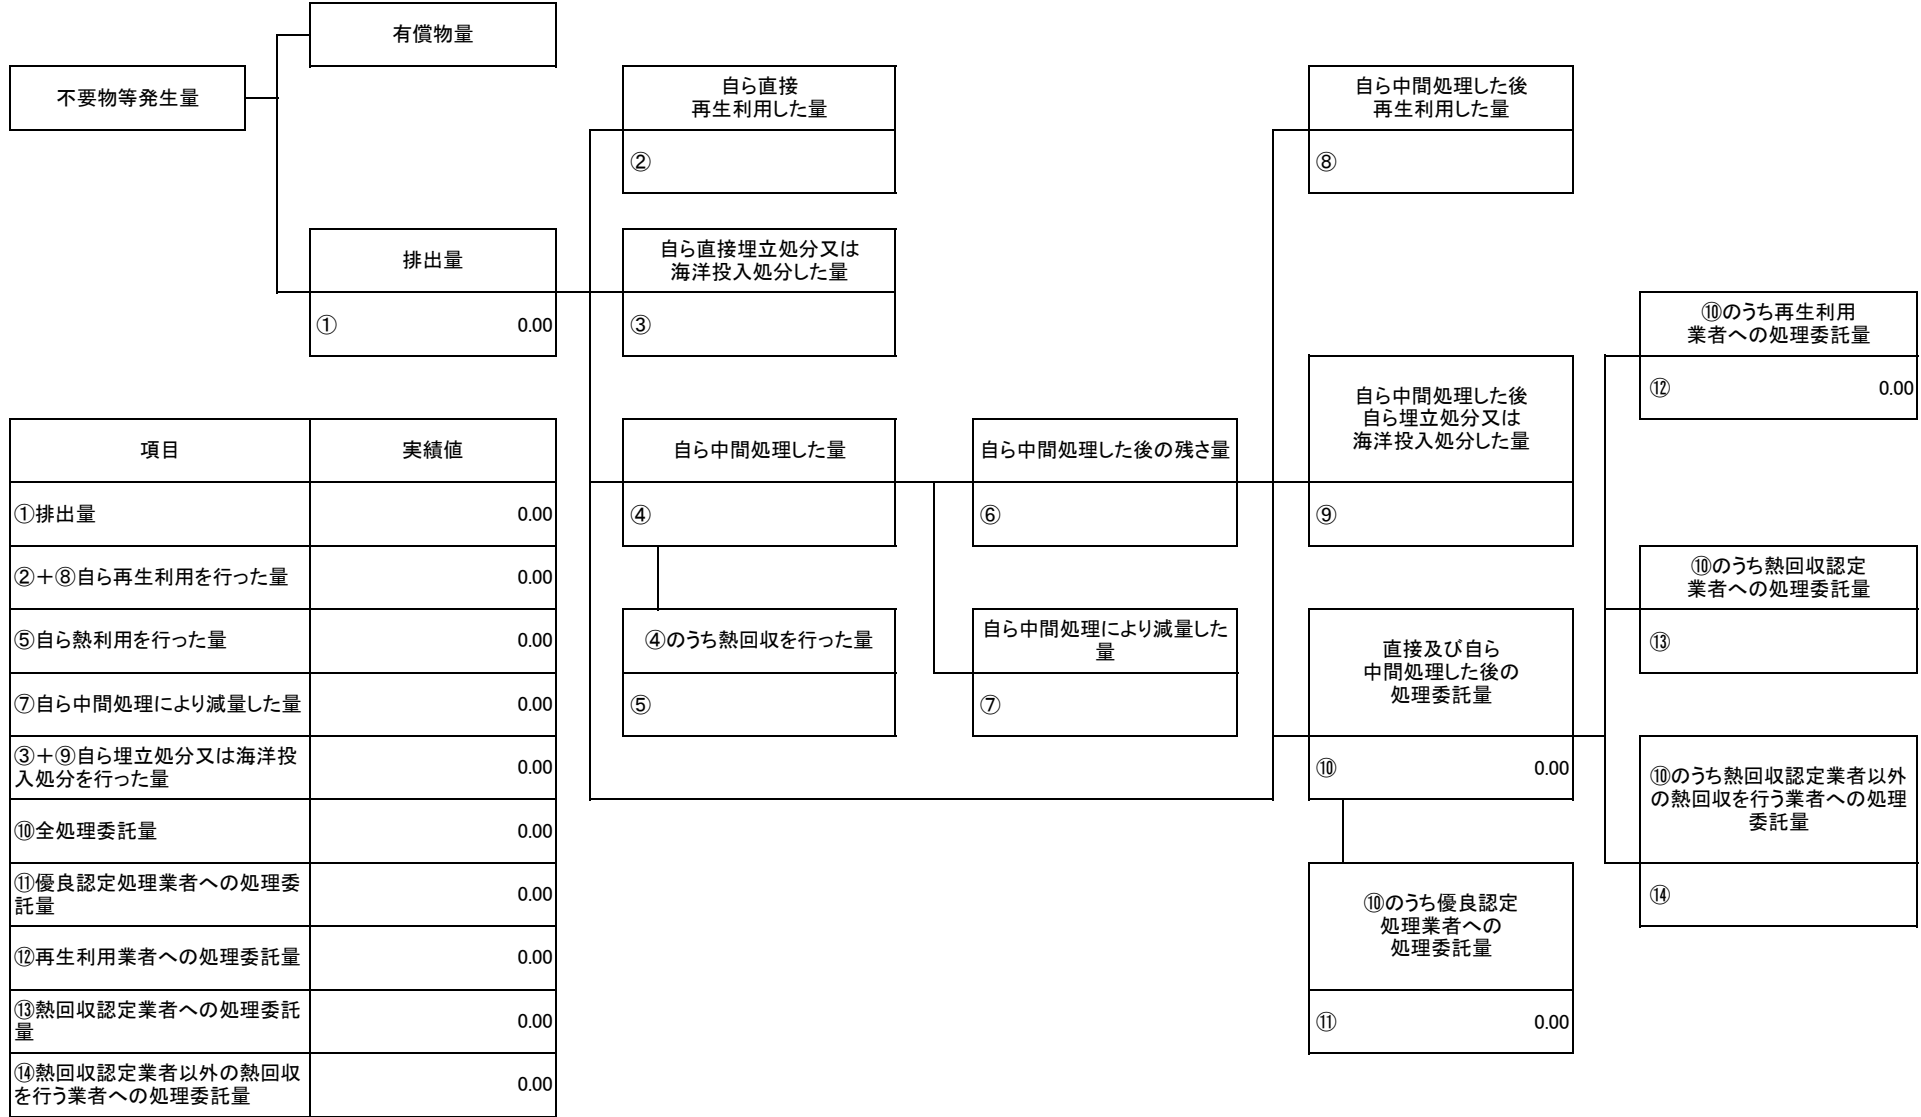 有償物量
不要物等発生量
自ら直接
再生利用した量
②
自ら中間処理した後
再生利用した量
⑧
排出量
①
0.00
自ら直接埋立処分又は
海洋投入処分した量
③
⑩のうち再生利用
業者への処理委託量
⑫
0.00
自ら中間処理した後
自ら埋立処分又は
海洋投入処分した量
⑨
自ら中間処理した量
④
自ら中間処理した後の残さ量
⑥
⑩のうち熱回収認定
業者への処理委託量
⑬
④のうち熱回収を行った量
⑤
自ら中間処理により減量した
量
⑦
直接及び自ら
中間処理した後の
処理委託量
⑩
0.00
⑩のうち熱回収認定業者以外
の熱回収を行う業者への処理
委託量
⑭
⑩のうち優良認定
処理業者への
処理委託量
⑪
0.00
項目
実績値
①排出量
0.00
②+⑧自ら再生利用を行った量
0.00
⑤自ら熱利用を行った量
0.00
⑦自ら中間処理により減量した量
0.00
③+⑨自ら埋立処分又は海洋投
入処分を行った量
0.00
⑩全処理委託量
0.00
⑪優良認定処理業者への処理委
託量
0.00
⑫再生利用業者への処理委託量
0.00
⑬熱回収認定業者への処理委託
量
0.00
⑭熱回収認定業者以外の熱回収
を行う業者への処理委託量
0.00